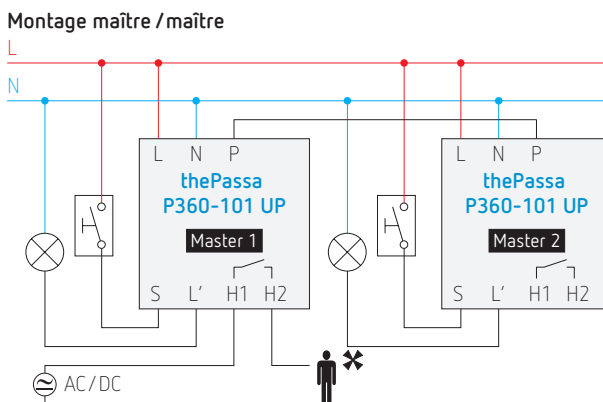 Montage maître / maître
L
N
L N P L N P
thePassa thePassa
P360-101 UP P360-101 UP
Master 1 Master 2
S L’ H1 H2 S L’ H1 H2
AC/DC